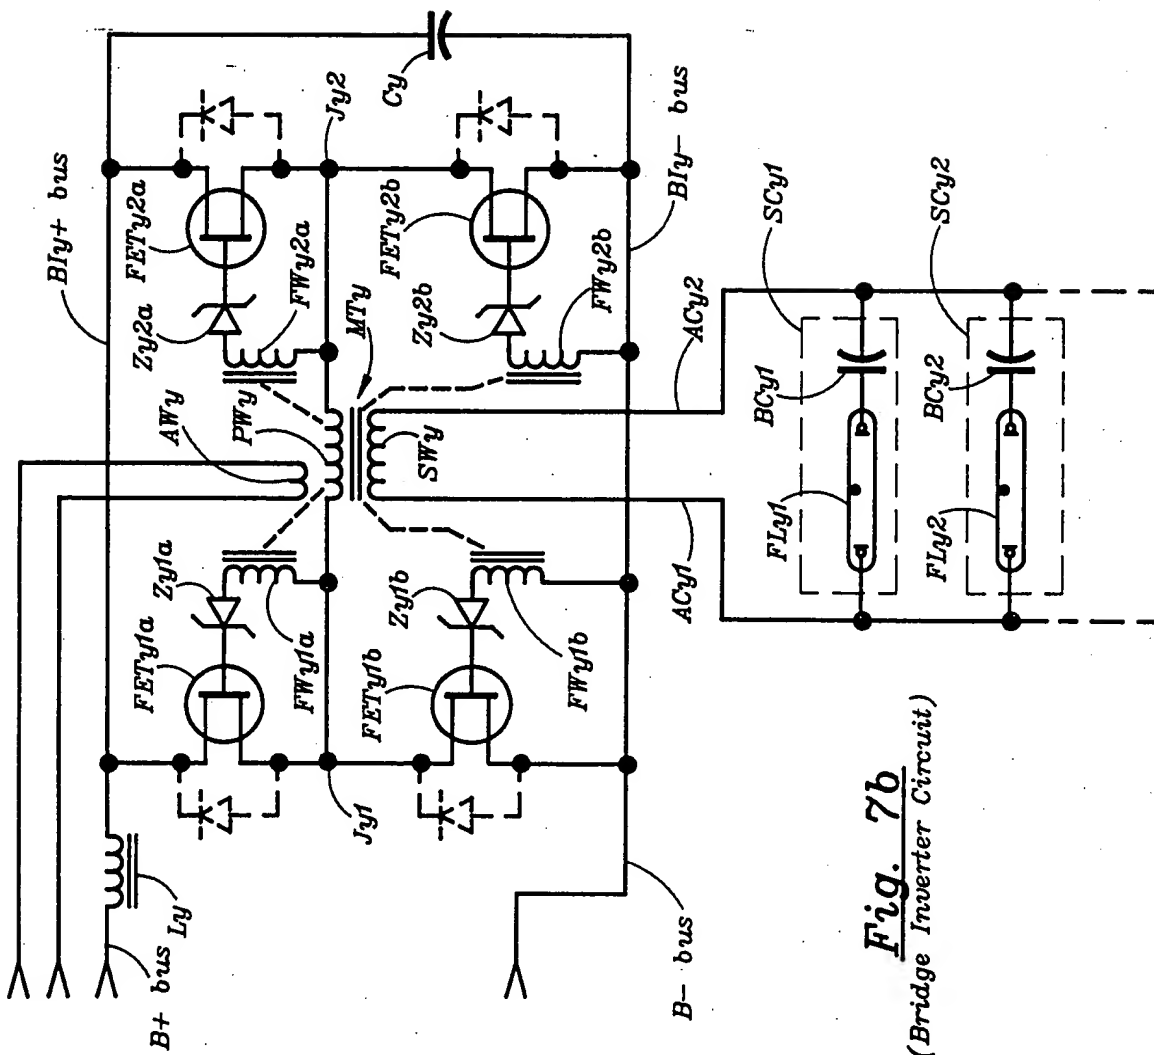 BIy+ bus
FETy2a
Zy2a
FWy2a
AWy
PWy
MTy
SWy
Cy
Jy2
FETy2b
Zy2b
FWy2b
BIy- bus
FETy1a
Zy1a
FWy1a
FETy1b
Zy1b
FWy1b
Jy1
Ly
B+ bus
B- bus
ACy2
ACy1
SCy1
SCy2
BCy1
BCy2
FLy1
FLy2
Fig. 7b
(Bridge Inverter Circuit)